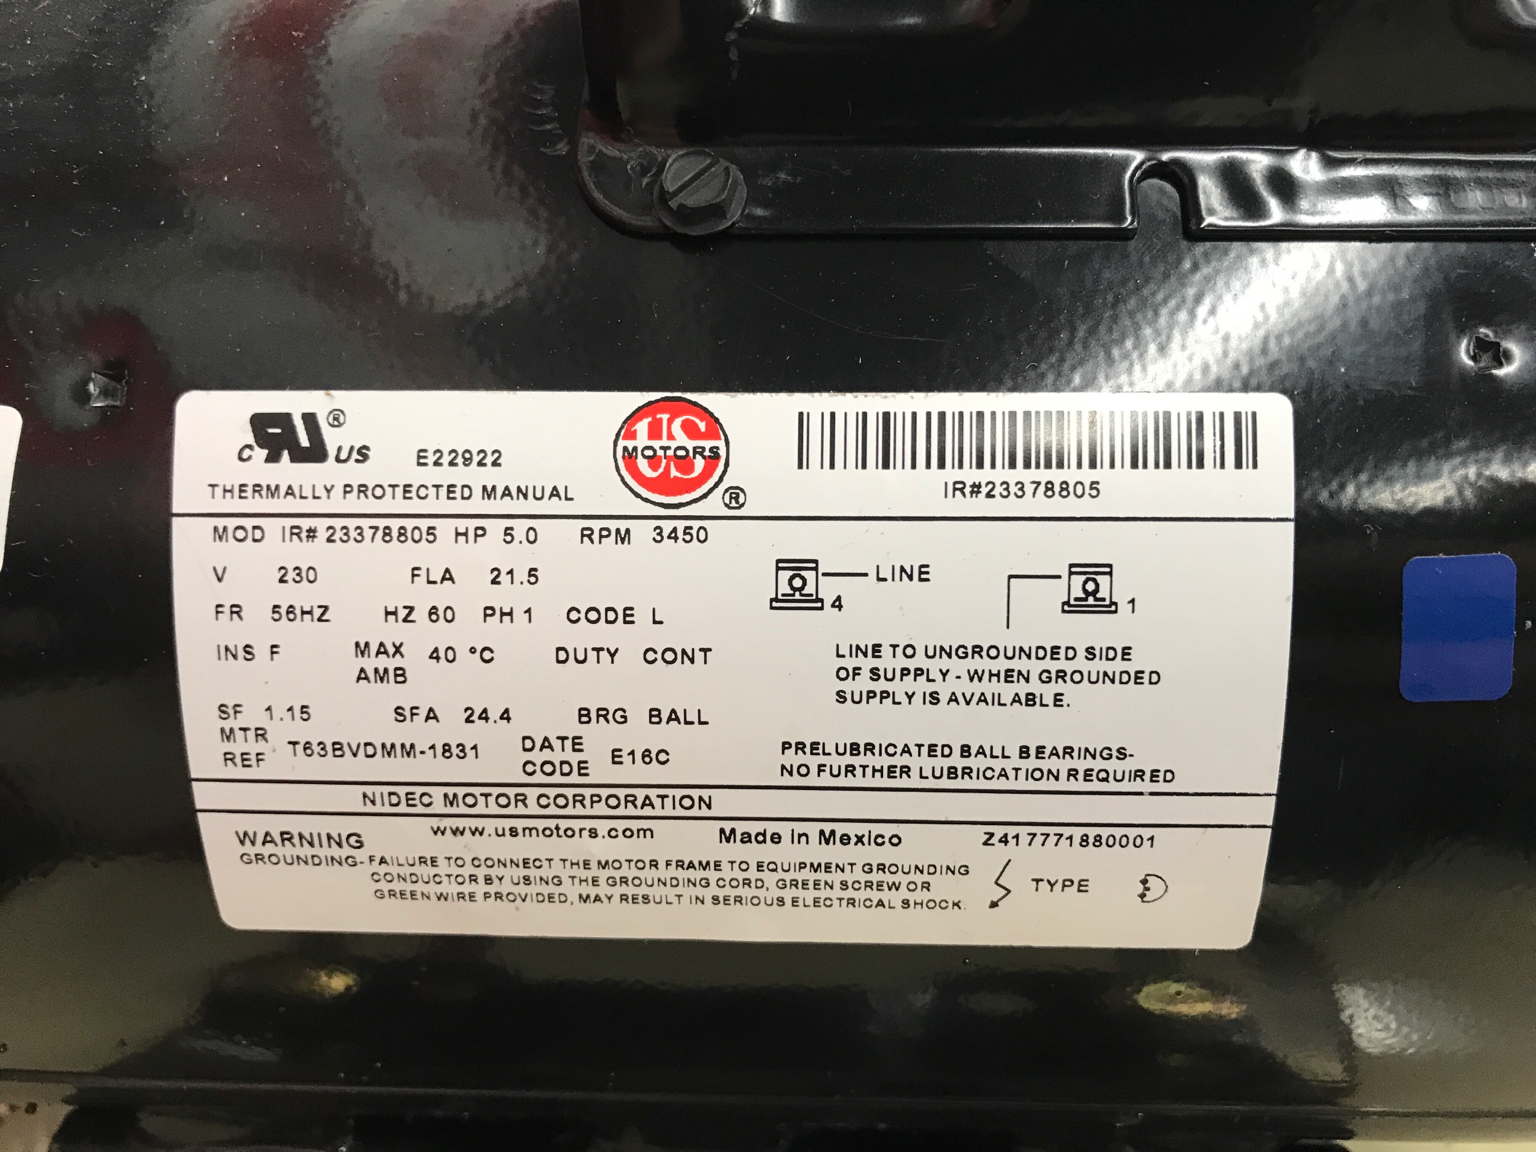 c UR® US E22922
THERMALLY PROTECTED MANUAL
US
MOTORS
®
IR#23378805
MOD IR# 23378805 HP 5.0 RPM 3450
V 230 FLA 21.5
FR 56HZ HZ 60 PH 1 CODE L
INS F MAX AMB 40 °C DUTY CONT
SF 1.15 SFA 24.4 BRG BALL
MTR REF T63BVDMM-1831 DATE CODE E16C
4 LINE 1
LINE TO UNGROUNDED SIDE
OF SUPPLY - WHEN GROUNDED
SUPPLY IS AVAILABLE.
PRELUBRICATED BALL BEARINGS-
NO FURTHER LUBRICATION REQUIRED
NIDEC MOTOR CORPORATION
www.usmotors.com Made in Mexico Z417771880001
WARNING
GROUNDING- FAILURE TO CONNECT THE MOTOR FRAME TO EQUIPMENT GROUNDING
CONDUCTOR BY USING THE GROUNDING CORD, GREEN SCREW OR
GREEN WIRE PROVIDED, MAY RESULT IN SERIOUS ELECTRICAL SHOCK.
TYPE